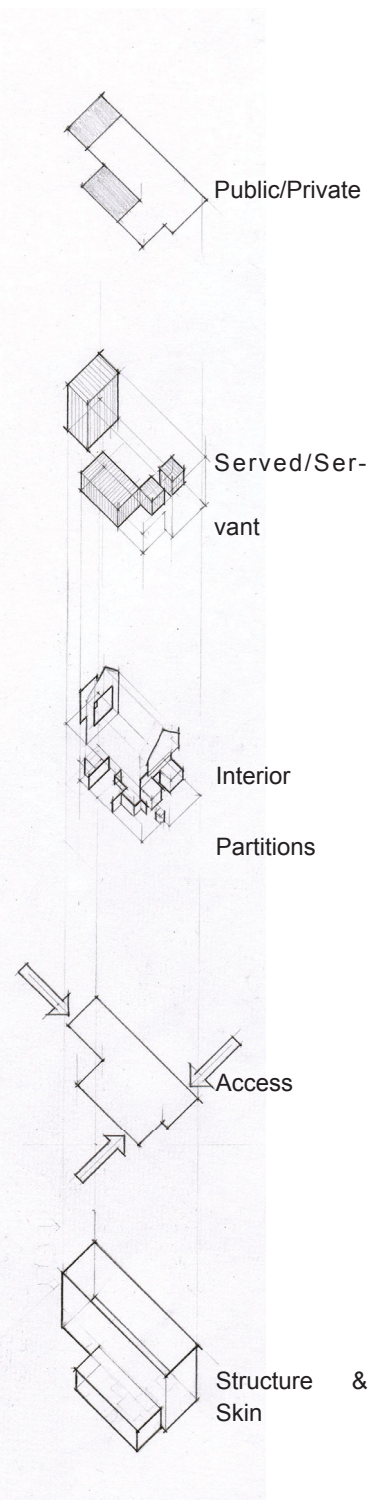 Public/Private
Served/Ser-
vant
Interior
Partitions
Access
Structure &
Skin